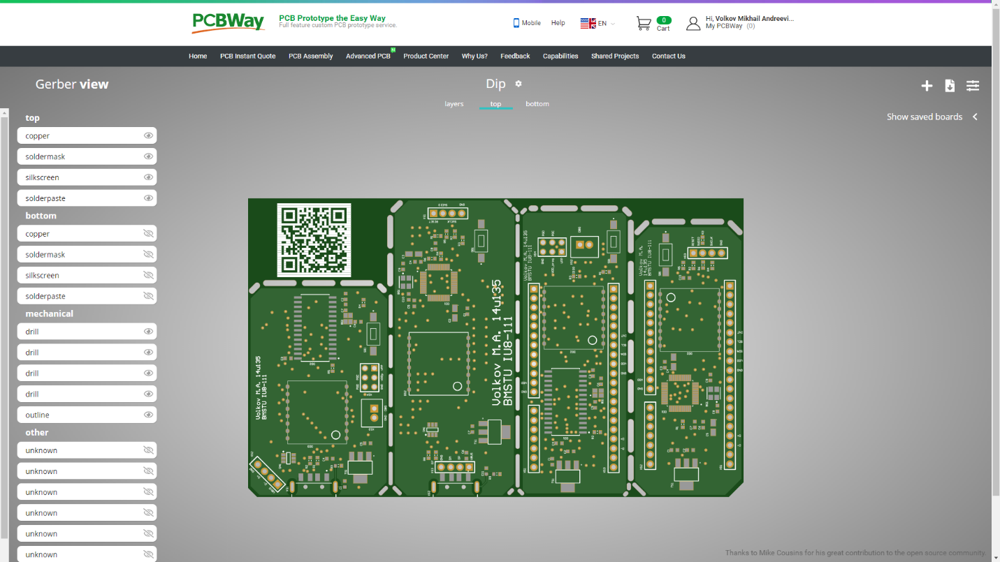 PCBWay
PCB Prototype the Easy Way
Full feature custom PCB prototype service.
Mobile
Help
EN
0
Cart
Hi, Volkov Mikhail Andreevi...
My PCBWay (0)
Home
PCB Instant Quote
PCB Assembly
Advanced PCB
Product Center
Why Us?
Feedback
Capabilities
Shared Projects
Contact Us
Gerber view
Dip
layers
top
bottom
Show saved boards
top
copper
soldermask
silkscreen
solderpaste
bottom
copper
soldermask
silkscreen
solderpaste
mechanical
drill
drill
drill
drill
outline
other
unknown
unknown
unknown
unknown
unknown
unknown
Volkov M.A. 14u135
BMSTU IU8-111
Volkov M.A. 14u135
BMSTU IU8-111
Volkov M.A. 14u135
BMSTU IU8-111
Volkov M.A.
14u135
BMSTU IU8-111
Thanks to Mike Cousins for his great contribution to the open source community.